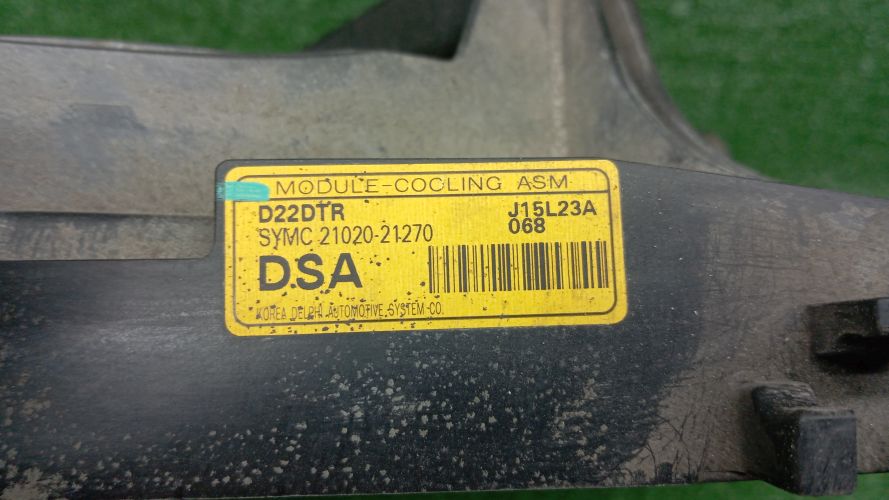 MODULE-COOLING ASM
D22DTR J15L23A
SYMC 21020-21270 068
DSA
KOREA DELPHI AUTOMOTIVE SYSTEM CO.